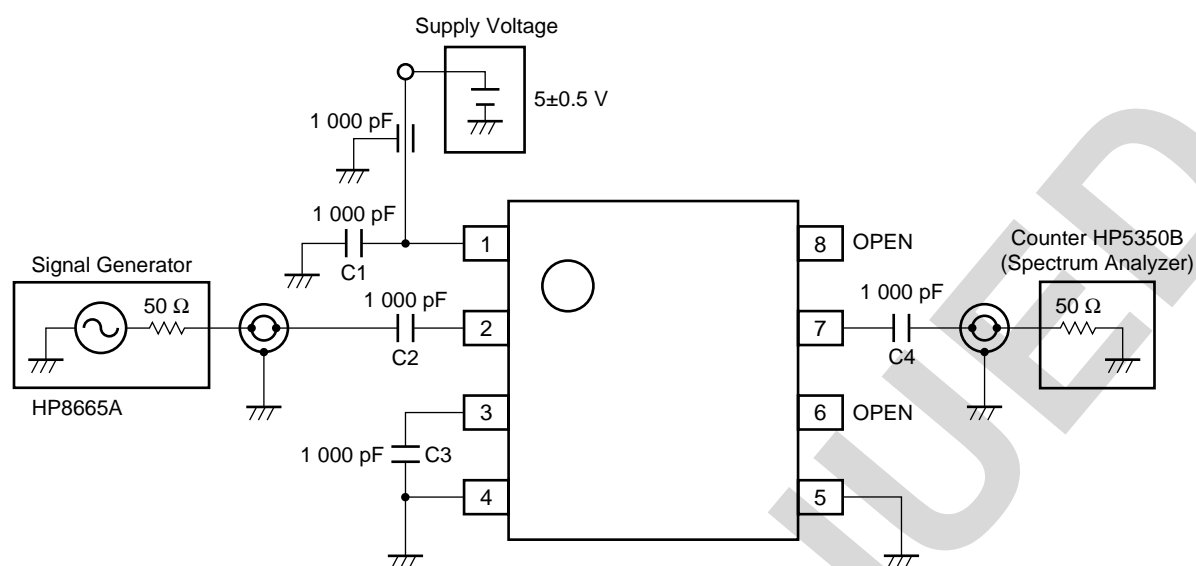 Supply Voltage
5±0.5 V
1 000 pF
1 000 pF
C1
1
8 OPEN
Counter HP5350B
(Spectrum Analyzer)
Signal Generator
50 Ω
1 000 pF
C2
2
7
1 000 pF
C4
50 Ω
HP8665A
3
6 OPEN
1 000 pF C3
4
5
UED